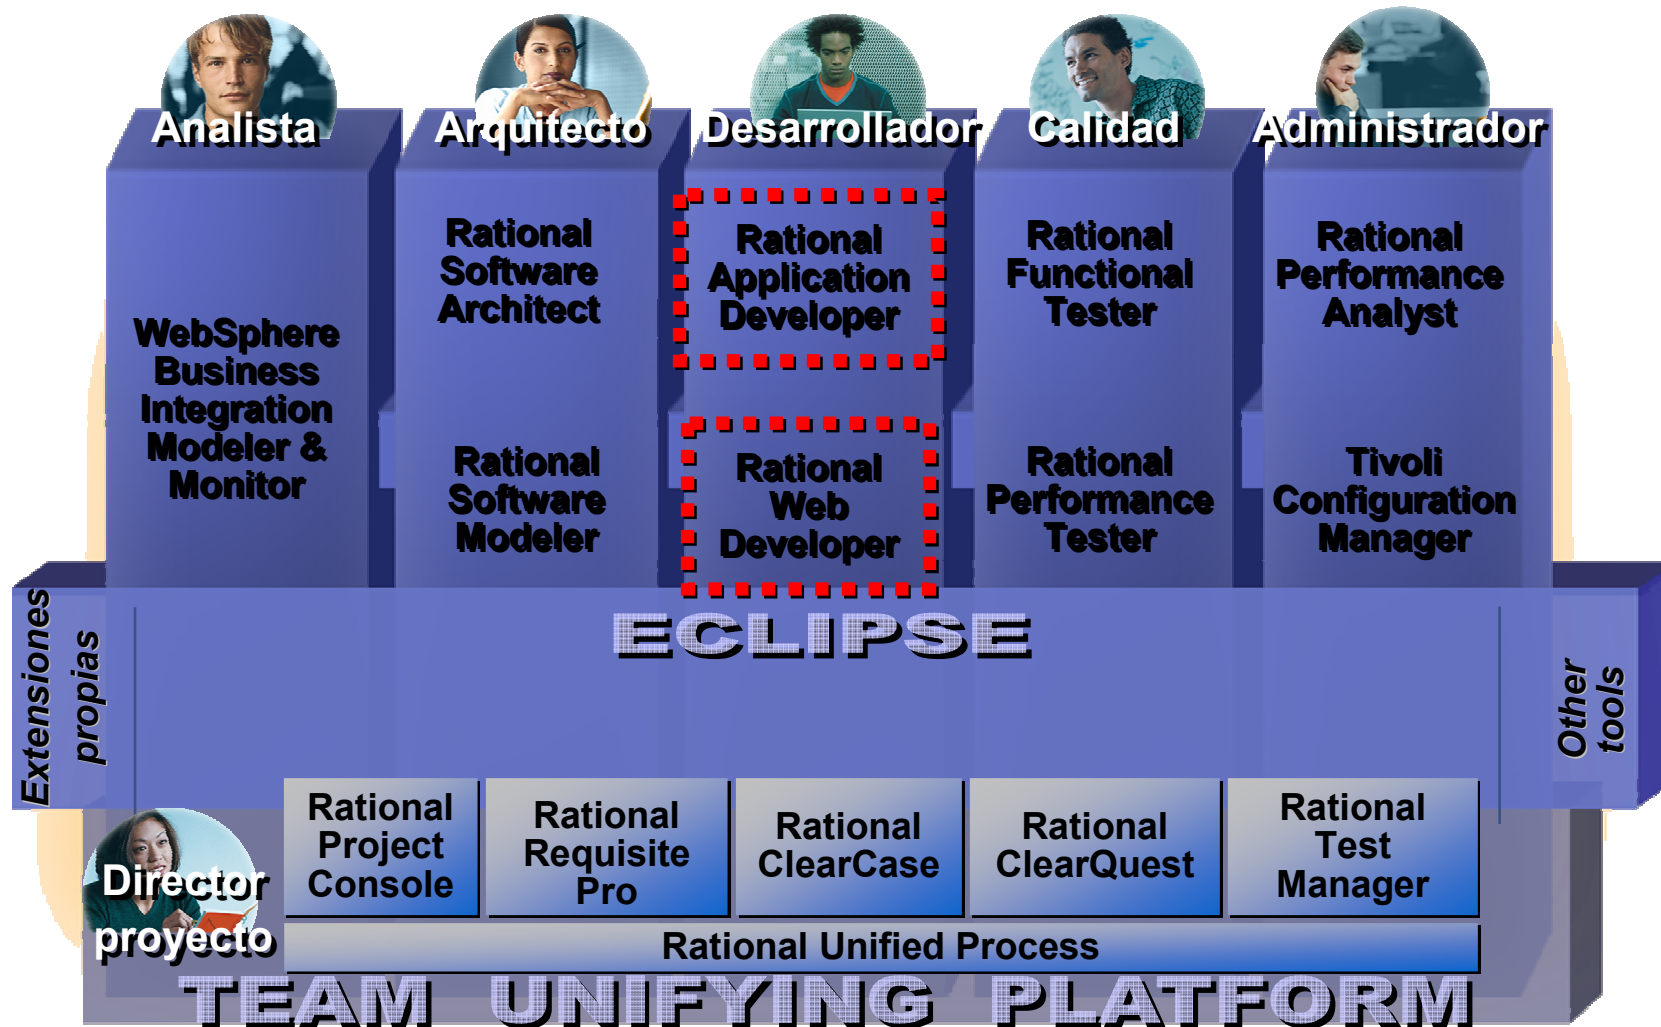 Analista
Arquitecto
Desarrollador
Calidad
Administrador
WebSphere
Business
Integration
Modeler &
Monitor
Rational
Software
Architect
Rational
Software
Modeler
Rational
Application
Developer
Rational
Web
Developer
Rational
Functional
Tester
Rational
Performance
Tester
Rational
Performance
Analyst
Tivoli
Configuration
Manager
Extensiones
propias
ECLIPSE
Other
tools
Director
proyecto
Rational
Project
Console
Rational
Requisite
Pro
Rational
ClearCase
Rational
ClearQuest
Rational
Test
Manager
Rational Unified Process
TEAM UNIFYING PLATFORM